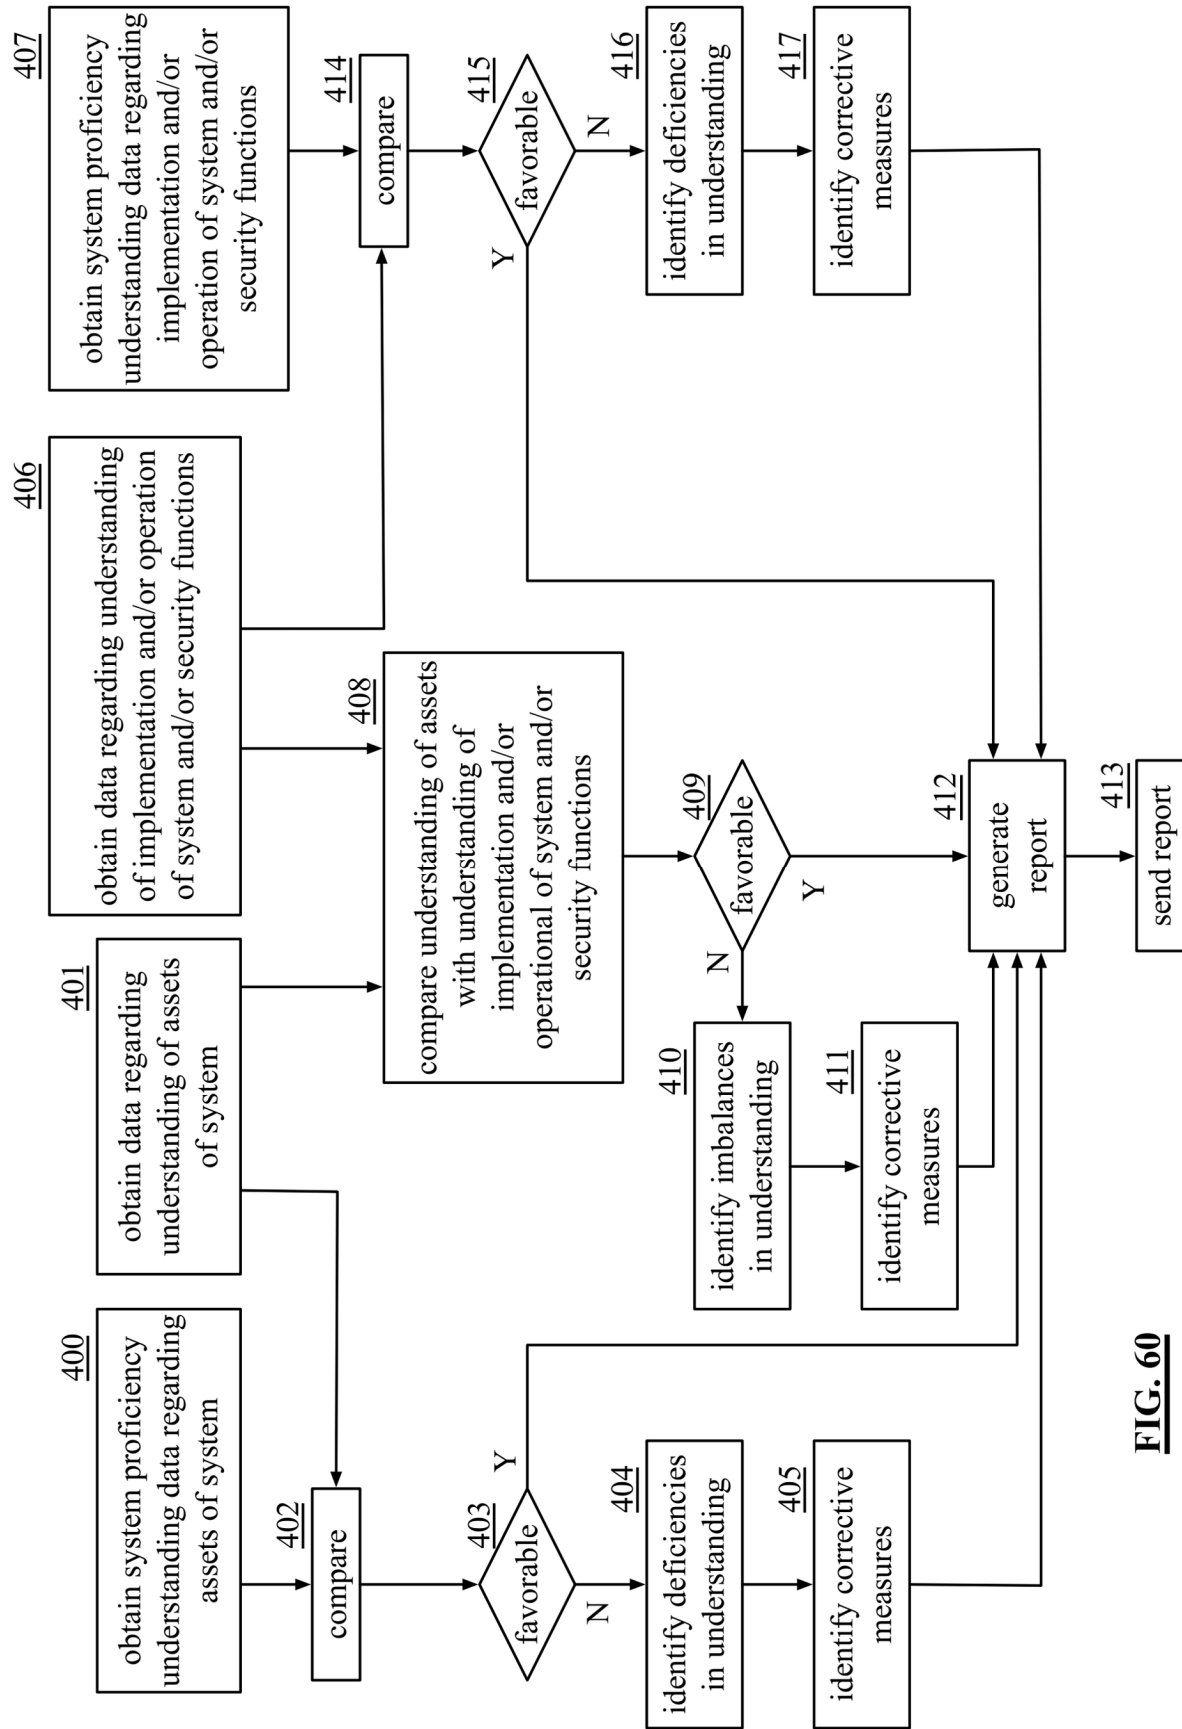 400
obtain system proficiency
understanding data regarding
assets of system
401
obtain data regarding
understanding of assets
of system
406
obtain data regarding understanding
of implementation and/or operation
of system and/or security functions
407
obtain system proficiency
understanding data regarding
implementation and/or
operation of system and/or
security functions
402
compare
408
compare understanding of assets
with understanding of
implementation and/or
operational of system and/or
security functions
414
compare
403
favorable
Y
N
415
favorable
Y
N
404
identify deficiencies
in understanding
409
favorable
N
Y
416
identify deficiencies
in understanding
410
identify imbalances
in understanding
405
identify corrective
measures
411
identify corrective
measures
417
identify corrective
measures
412
generate
report
413
send report
FIG. 60